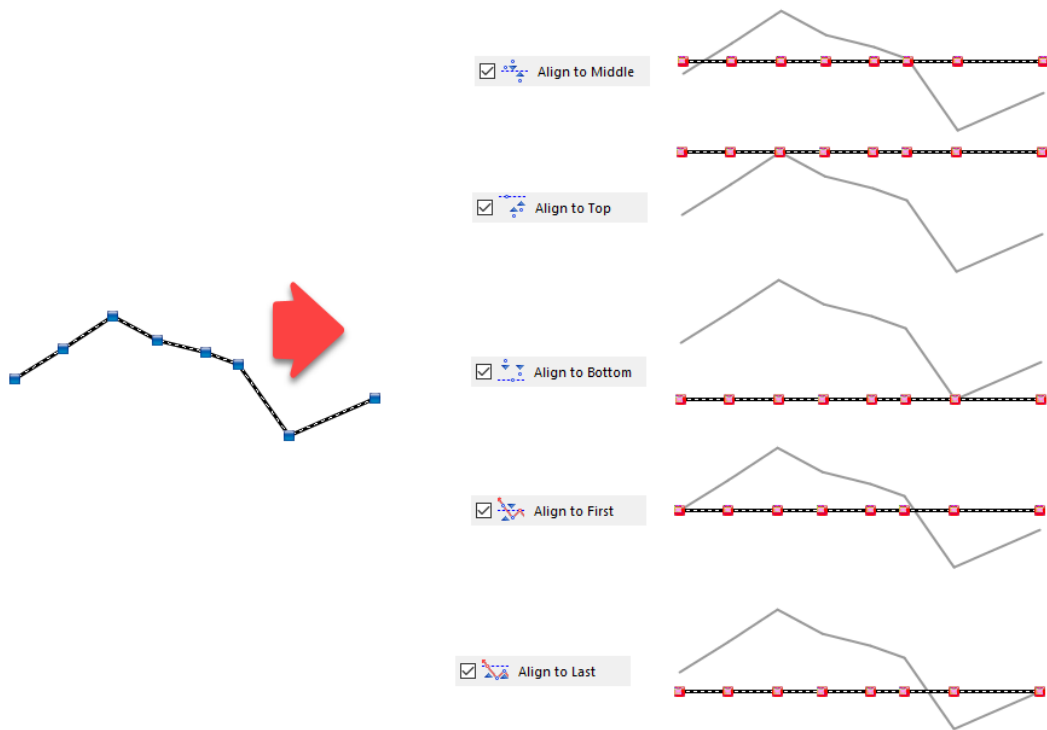 Align to Middle
Align to Top
Align to Bottom
Align to First
Align to Last